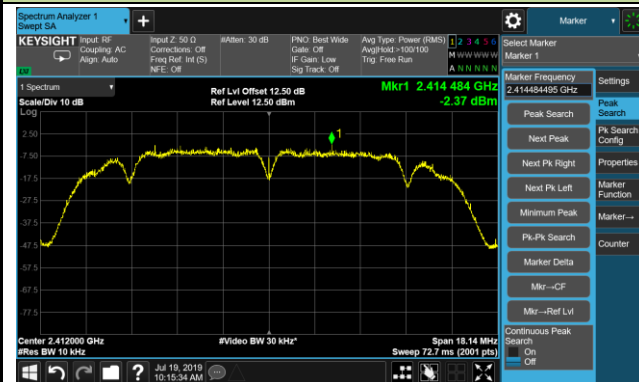 Spectrum Analyzer 1
Swept SA
Marker
KEYSIGHT
Input: RF
Coupling: AC
Align: Auto
Input Z: 50 Ω
Corrections: Off
Freq Ref: Int (S)
NFE: Off
#Atten: 30 dB
PNO: Best Wide
Gate: Off
IF Gain: Low
Sig Track: Off
Avg Type: Power (RMS)
Avg|Hold:>100/100
Trig: Free Run
1 2 3 4 5 6
M W W W W W
A N N N N N
Select Marker
Marker 1
1 Spectrum
Scale/Div 10 dB
Log
Ref Lvl Offset 12.50 dB
Ref Level 12.50 dBm
Mkr1 2.414 484 GHz
-2.37 dBm
Marker Frequency
2.414484495 GHz
Peak Search
Next Peak
Next Pk Right
Next Pk Left
Minimum Peak
Pk-Pk Search
Marker Delta
Mkr→CF
Mkr→Ref Lvl
Continuous Peak
Search
On
Off
Settings
Peak
Search
Pk Search
Config
Properties
Marker
Function
Marker→
Counter
1
2.50
-7.50
-17.5
-27.5
-37.5
-47.5
-57.5
-67.5
-77.5
Center 2.412000 GHz
#Res BW 10 kHz
#Video BW 30 kHz*
Span 18.14 MHz
Sweep 72.7 ms (2001 pts)
Jul 19, 2019
10:15:34 AM